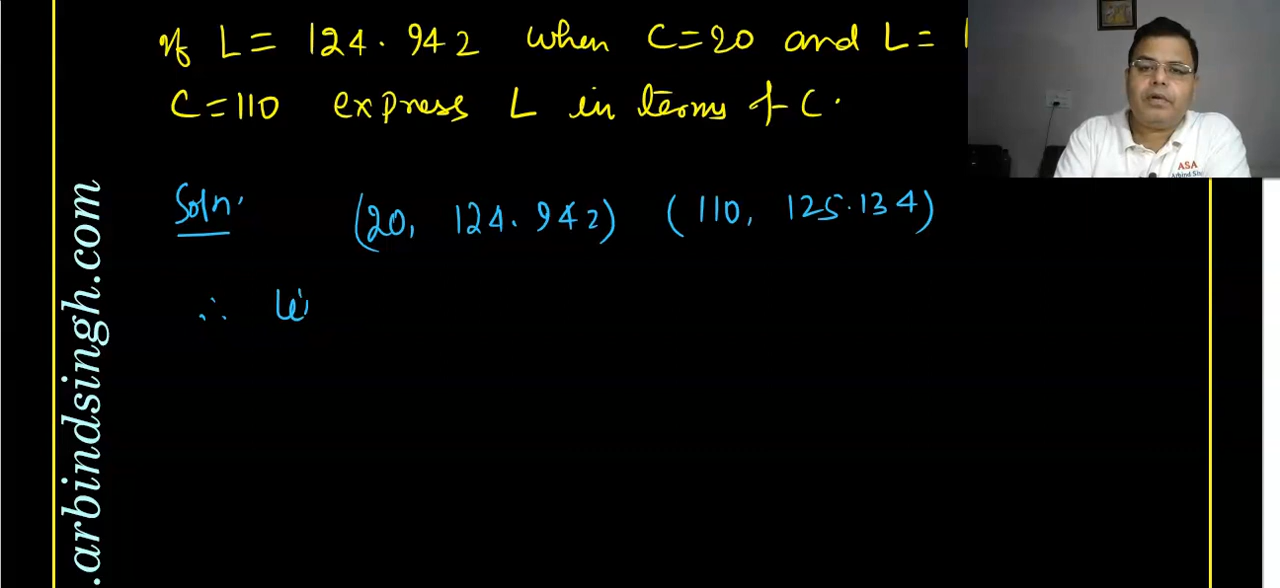 If L = 124.942 when C=20 and L =
C=110 express L in terms of C.
Soln.
(20, 124.942) (110, 125.134)
∴
.arbindsingh.com
ASA